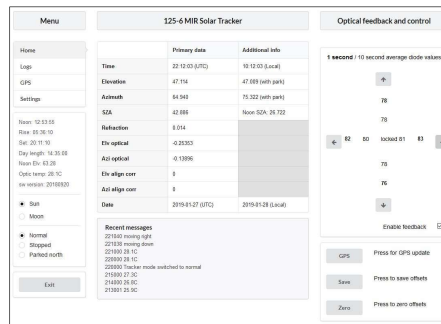 Menu
Home
Logs
GPS
Settings
Noon: 12:53:55
Rise: 05:36:10
Set: 20:11:10
Day length: 14:35:00
Noon Elv: 63.28
Optic temp: 28.1C
sw version: 20180920
Sun
Moon
Normal
Stopped
Parked north
Exit
125-6 MIR Solar Tracker
Primary data Additional info
Time 22:12:03 (UTC) 10:12:03 (Local)
Elevation 47.114 47.009 (with park)
Azimuth 64.940 75.322 (with park)
SZA 42.886 Noon SZA: 26.722
Refraction 0.014
Elv optical -0.25353
Azi optical -0.13896
Elv align corr 0
Azi align corr 0
Date 2019-01-27 (UTC) 2019-01-28 (Local)
Recent messages
221040 moving right
221038 moving down
221000 28.1C
220000 28.1C
220000 Tracker mode switched to normal
215000 27.3C
214000 26.8C
213001 25.9C
Optical feedback and control
1 second / 10 second average diode values
78
78
82 80 locked 81 83
78
76
Enable feedback
GPS Press for GPS update
Save Press to save offsets
Zero Press to zero offsets